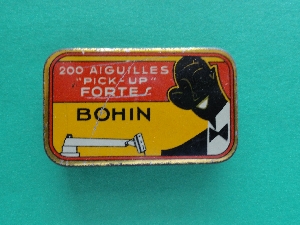 200 AIGUILLES
"PICK-UP"
FORTES
BOHIN